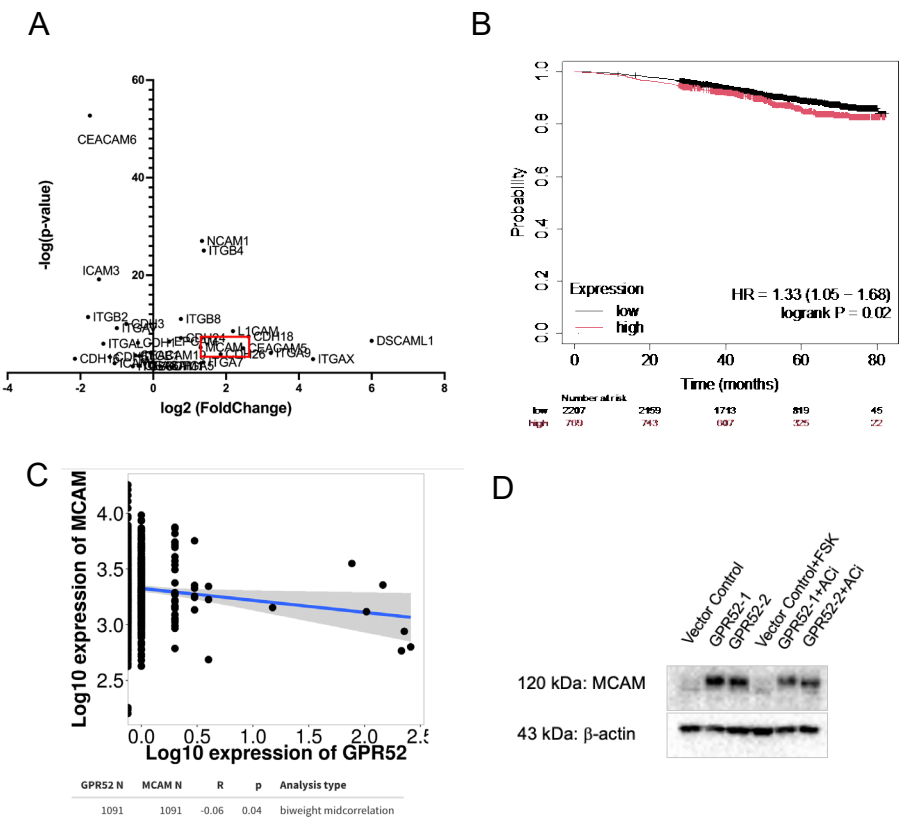 A
60
40
20
-log(p-value)
CEACAM6
NCAM1
ITGB4
ICAM3
ITGB2
CDH3
ITGB8
L1CAM
CDH18
DSCAML1
MCAM
CEACAM5
CDH26
ITGA9
ITGAX
ITGA7
-4 -2 0 2 4 6 8
log2 (FoldChange)
B
1.0
0.8
0.6
0.4
0.2
0.0
Probability
Expression
low
high
HR = 1.33 (1.05 − 1.68)
logrank P = 0.02
0 20 40 60 80
Time (months)
Number at risk
low 2207 2159 1713 819 45
high 769 743 607 325 22
C
Log10 expression of MCAM
4.0
3.5
3.0
2.5
0.0 0.5 1.0 1.5 2.0
Log10 expression of GPR52
GPR52 N MCAM N R p Analysis type
1091 1091 -0.06 0.04 biweight midcorrelation
D
Vector Control
GPR52-1
GPR52-2
Vector Control+FSK
GPR52-1+ACi
GPR52-2+ACi
120 kDa: MCAM
43 kDa: β-actin